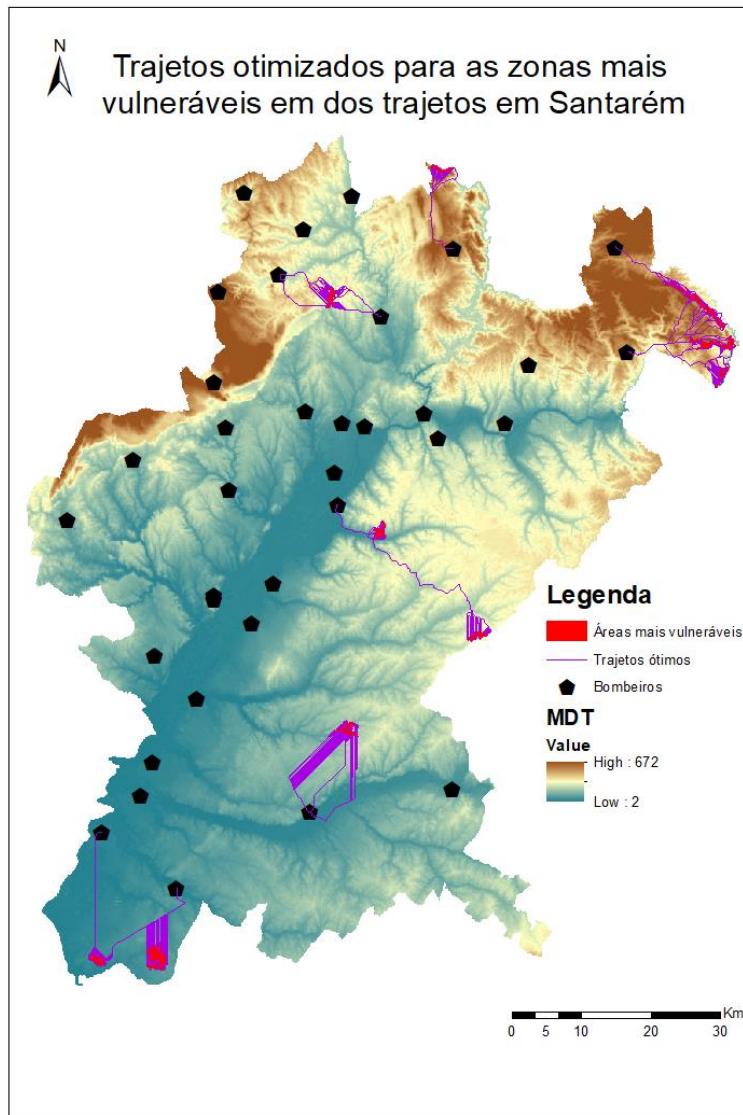 N
Trajetos otimizados para as zonas mais
vulneráveis em dos trajetos em Santarém
Legenda
Áreas mais vulneráveis
Trajetos ótimos
Bombeiros
MDT
Value
High : 672
Low : 2
Km
0 5 10 20 30